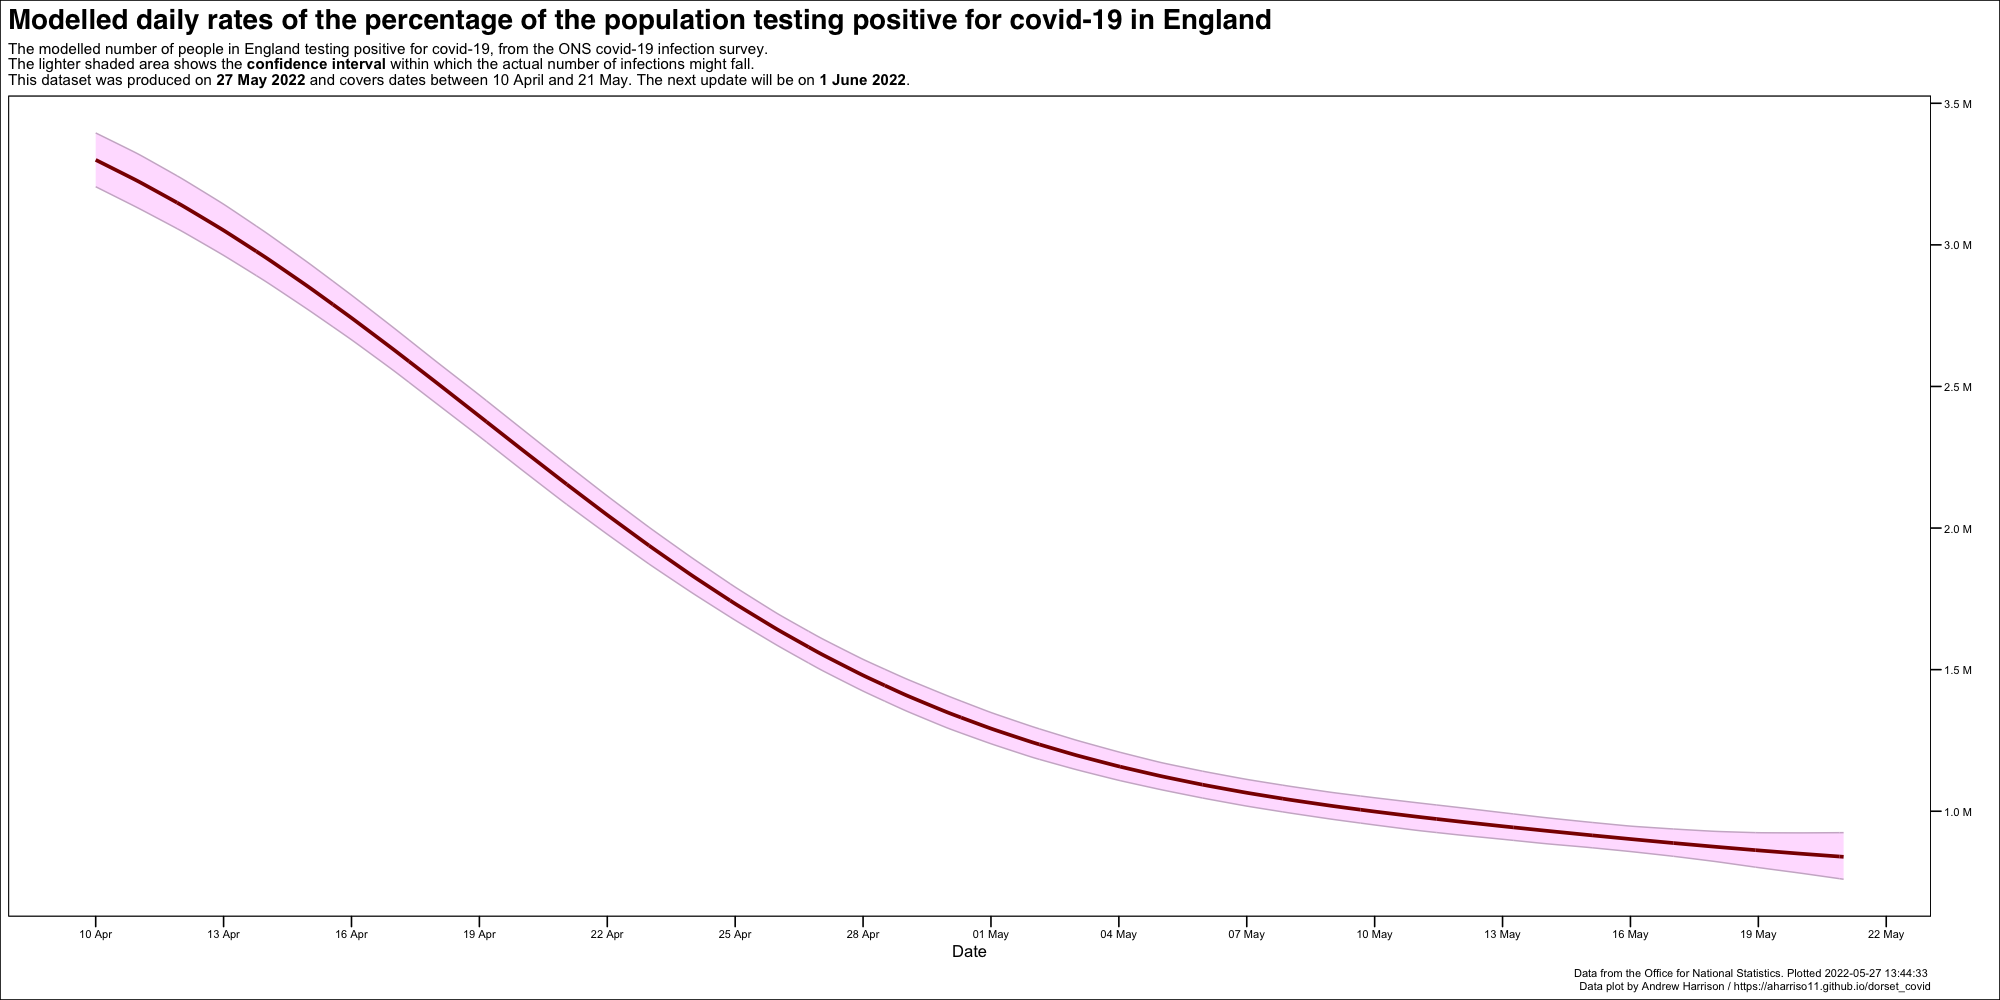 Modelled daily rates of the percentage of the population testing positive for covid-19 in England
The modelled number of people in England testing positive for covid-19, from the ONS covid-19 infection survey.
The lighter shaded area shows the confidence interval within which the actual number of infections might fall.
This dataset was produced on 27 May 2022 and covers dates between 10 April and 21 May. The next update will be on 1 June 2022.
3.5 M
3.0 M
2.5 M
2.0 M
1.5 M
1.0 M
10 Apr 13 Apr 16 Apr 19 Apr 22 Apr 25 Apr 28 Apr 01 May 04 May 07 May 10 May 13 May 16 May 19 May 22 May
Date
Data from the Office for National Statistics. Plotted 2022-05-27 13:44:33
Data plot by Andrew Harrison / https://aharriso11.github.io/dorset_covid